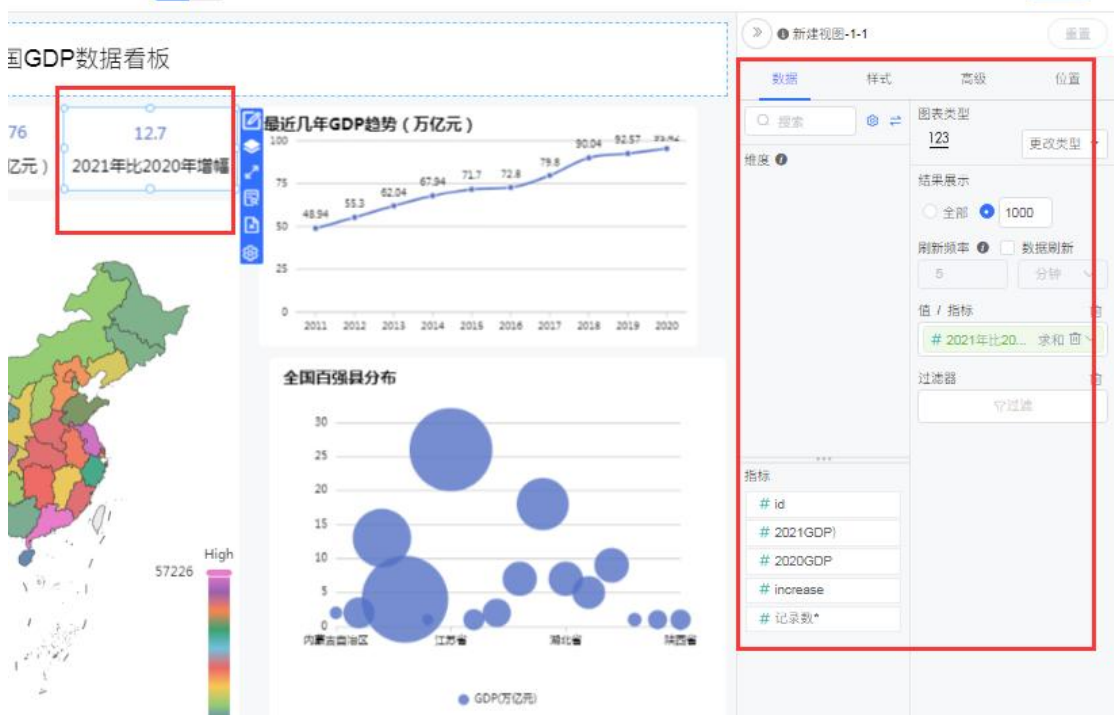 国GDP数据看板
76
亿元）
12.7
2021年比2020年增幅
最近几年GDP趋势（万亿元）
100
75
50
25
0
48.94
55.3
62.04
67.94
71.7
72.8
79.8
90.04
92.57
2011 2012 2013 2014 2015 2016 2017 2018 2019 2020
全国百强县分布
30
25
20
15
10
5
0
内蒙古自治区 江苏省 湖北省 陕西省
GDP(万亿元)
High
57226
新建视图-1-1
重置
数据 样式 高级 位置
搜索
维度
指标
# id
# 2021GDP)
# 2020GDP
# increase
# 记录数*
图表类型
123
更改类型
结果展示
全部 1000
刷新频率 数据刷新
5 分钟
值 / 指标
# 2021年比20... 求和
过滤器
过滤